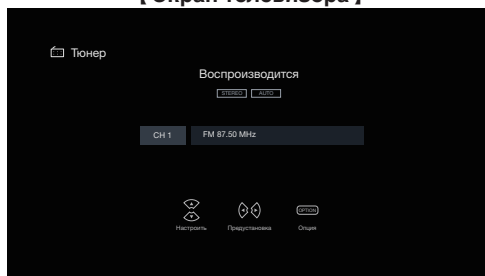 【 Экран телевизора 】
Тюнер
Воспроизводится
STEREO AUTO
CH 1 FM 87.50 MHz
OPTION
Настроить Предустановка Опция